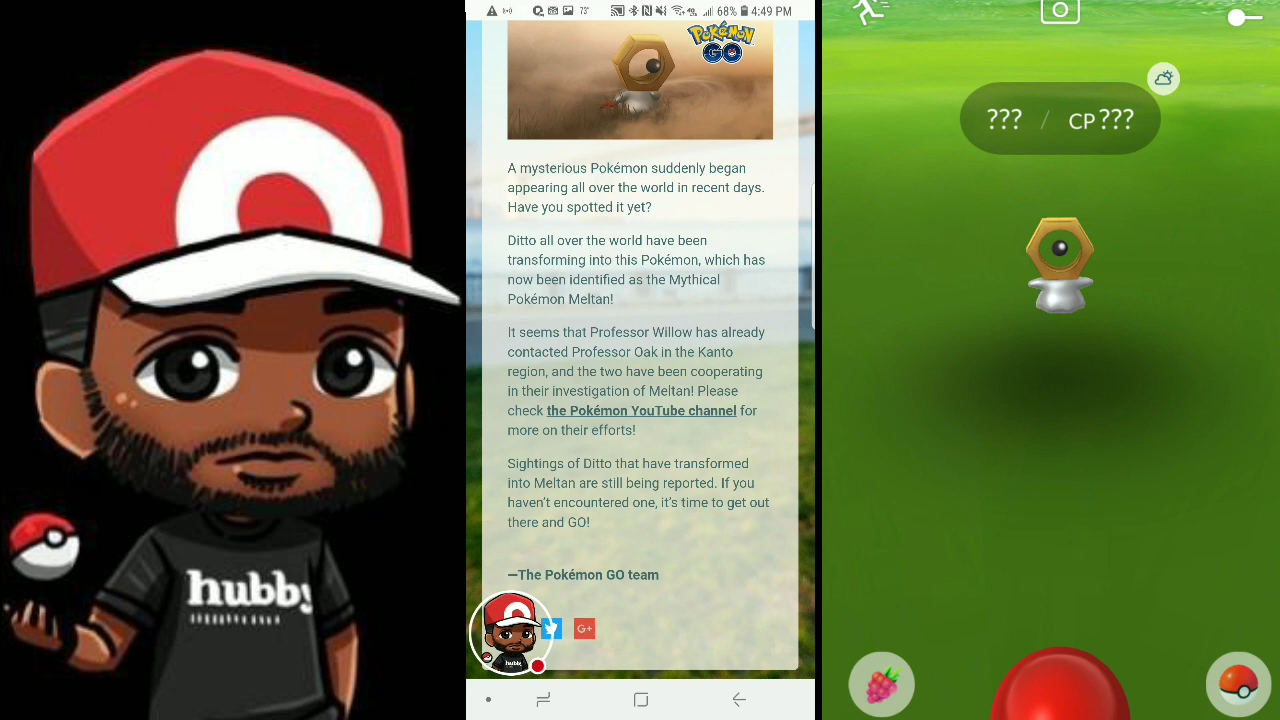 hubby
73°
68% 4:49 PM
Pokémon
GO
A mysterious Pokémon suddenly began
appearing all over the world in recent days.
Have you spotted it yet?
Ditto all over the world have been
transforming into this Pokémon, which has
now been identified as the Mythical
Pokémon Meltan!
It seems that Professor Willow has already
contacted Professor Oak in the Kanto
region, and the two have been cooperating
in their investigation of Meltan! Please
check the Pokémon YouTube channel for
more on their efforts!
Sightings of Ditto that have transformed
into Meltan are still being reported. If you
haven't encountered one, it's time to get out
there and GO!
—The Pokémon GO team
G+
hubby
??? / CP ???